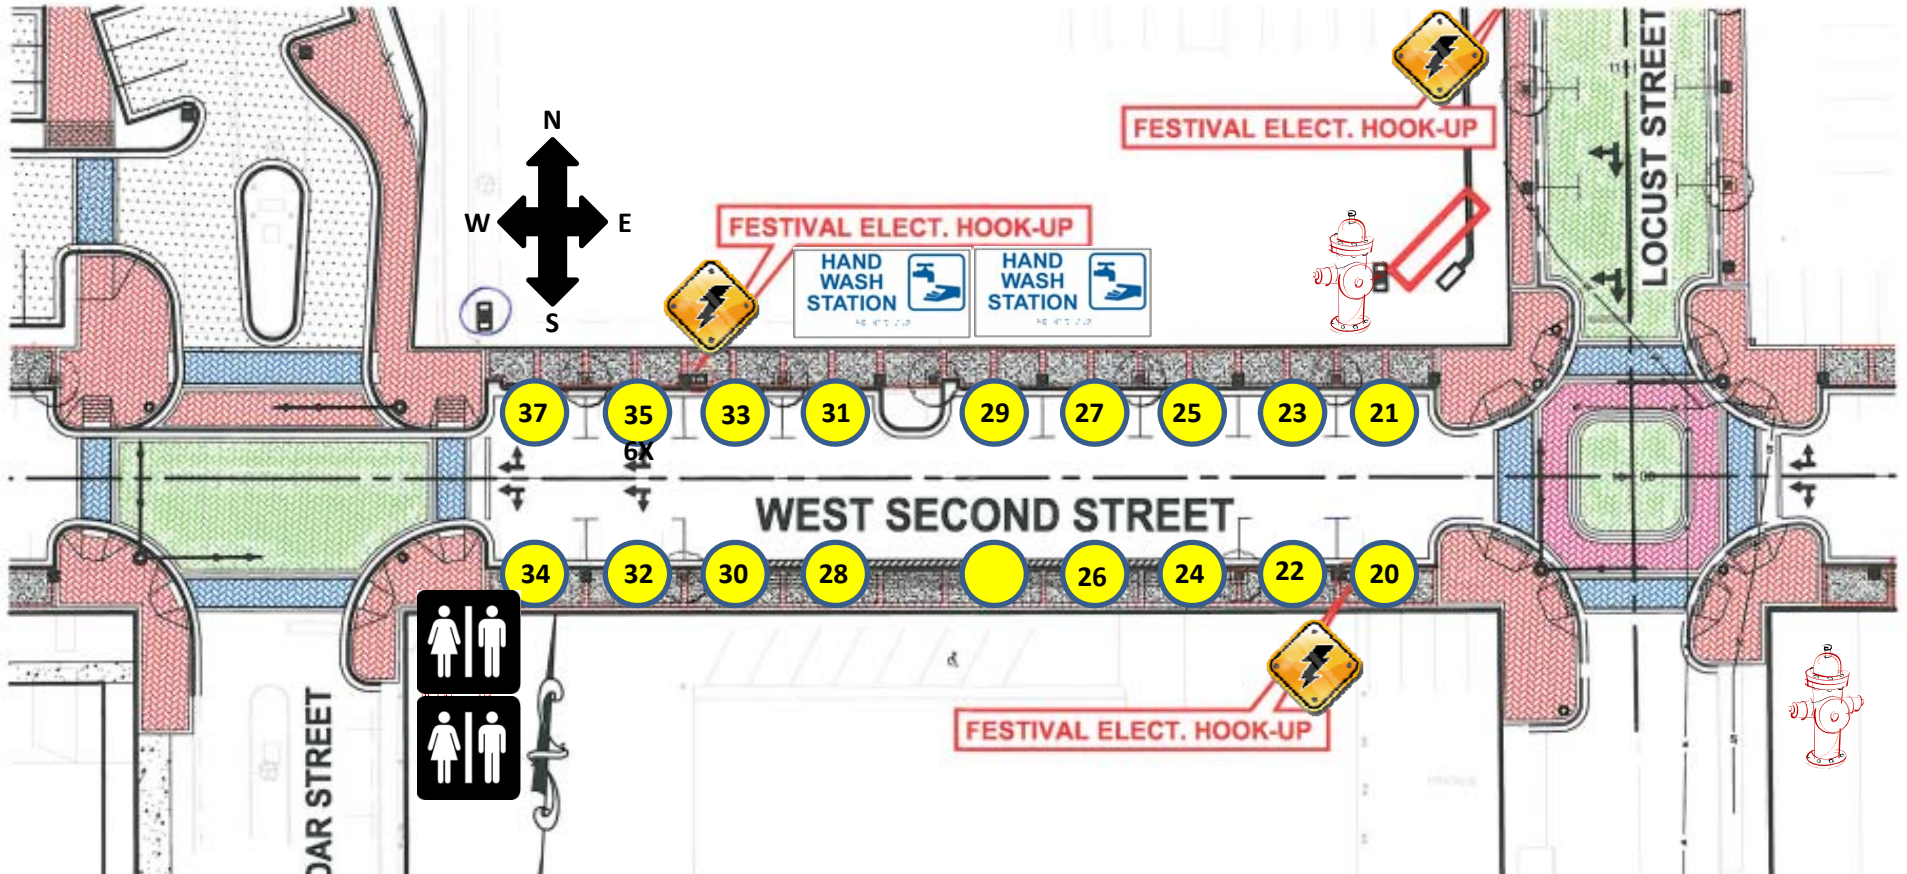 LOCUST STREET
FESTIVAL ELECT. HOOK-UP
N
W E
S
FESTIVAL ELECT. HOOK-UP
HAND
WASH
STATION
HAND
WASH
STATION
37 35 33 31 29 27 25 23 21
6X
WEST SECOND STREET
34 32 30 28 26 24 22 20
FESTIVAL ELECT. HOOK-UP
DAR STREET